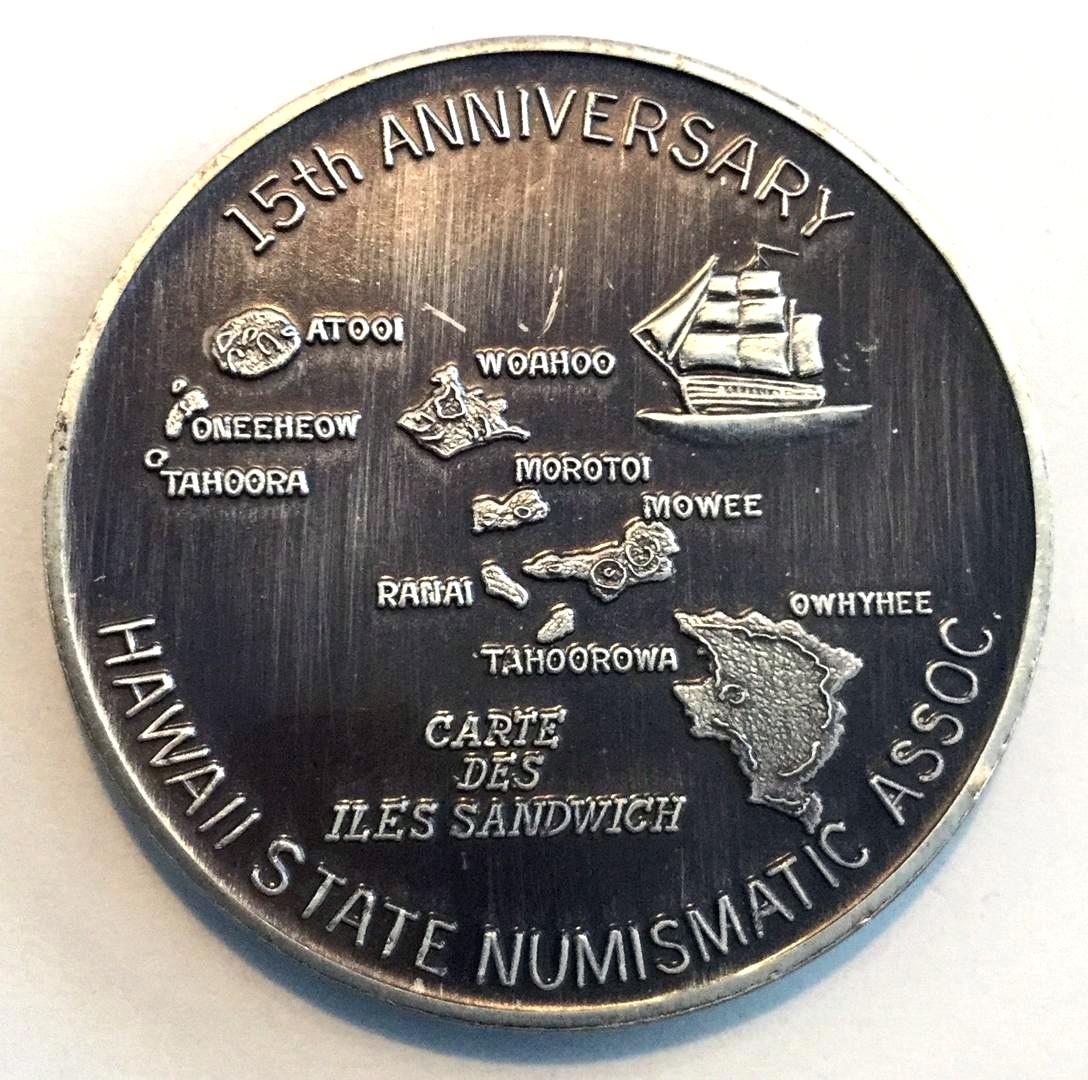 15th ANNIVERSARY
ATOOI
WOAHOO
ONEEHEOW
TAHOORA
MOROTOI
MOWEE
RANAI
OWHYHEE
TAHOOROWA
CARTE
DES
ILES SANDWICH
HAWAII STATE NUMISMATIC ASSOC.